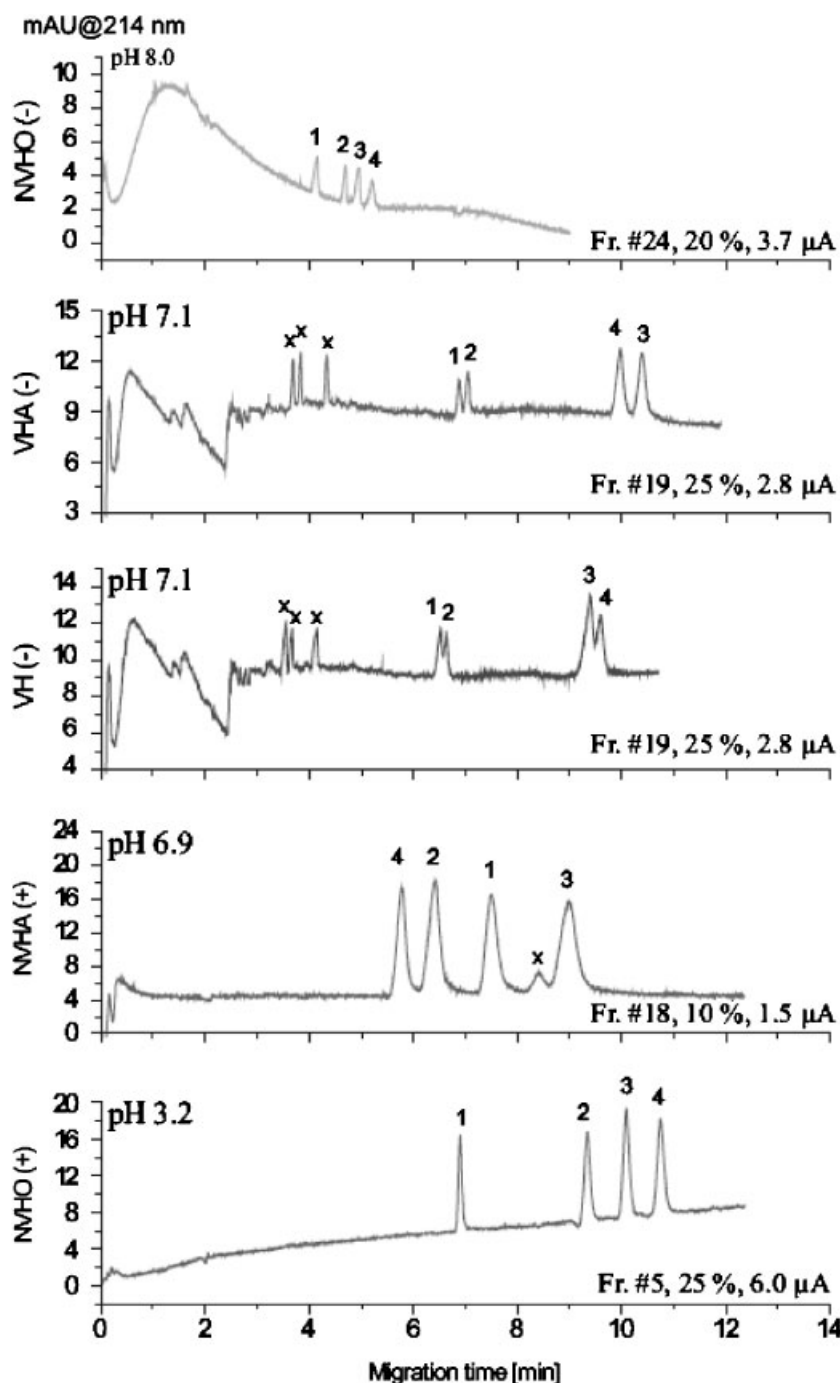 mAU@214 nm
pH 8.0
10
8
6
4
2
0
NVHO (-)
1
2
3
4
Fr. #24, 20 %, 3.7 µA
pH 7.1
15
12
9
6
3
VHA (-)
x
x
x
1
2
4
3
Fr. #19, 25 %, 2.8 µA
pH 7.1
14
12
10
8
6
4
VH (-)
x
x
x
1
2
3
4
Fr. #19, 25 %, 2.8 µA
pH 6.9
24
20
16
12
8
4
0
NVHA (+)
4
2
1
x
3
Fr. #18, 10 %, 1.5 µA
pH 3.2
20
16
12
8
4
0
NVHO (+)
1
2
3
4
Fr. #5, 25 %, 6.0 µA
0 2 4 6 8 10 12 14
Migration time [min]